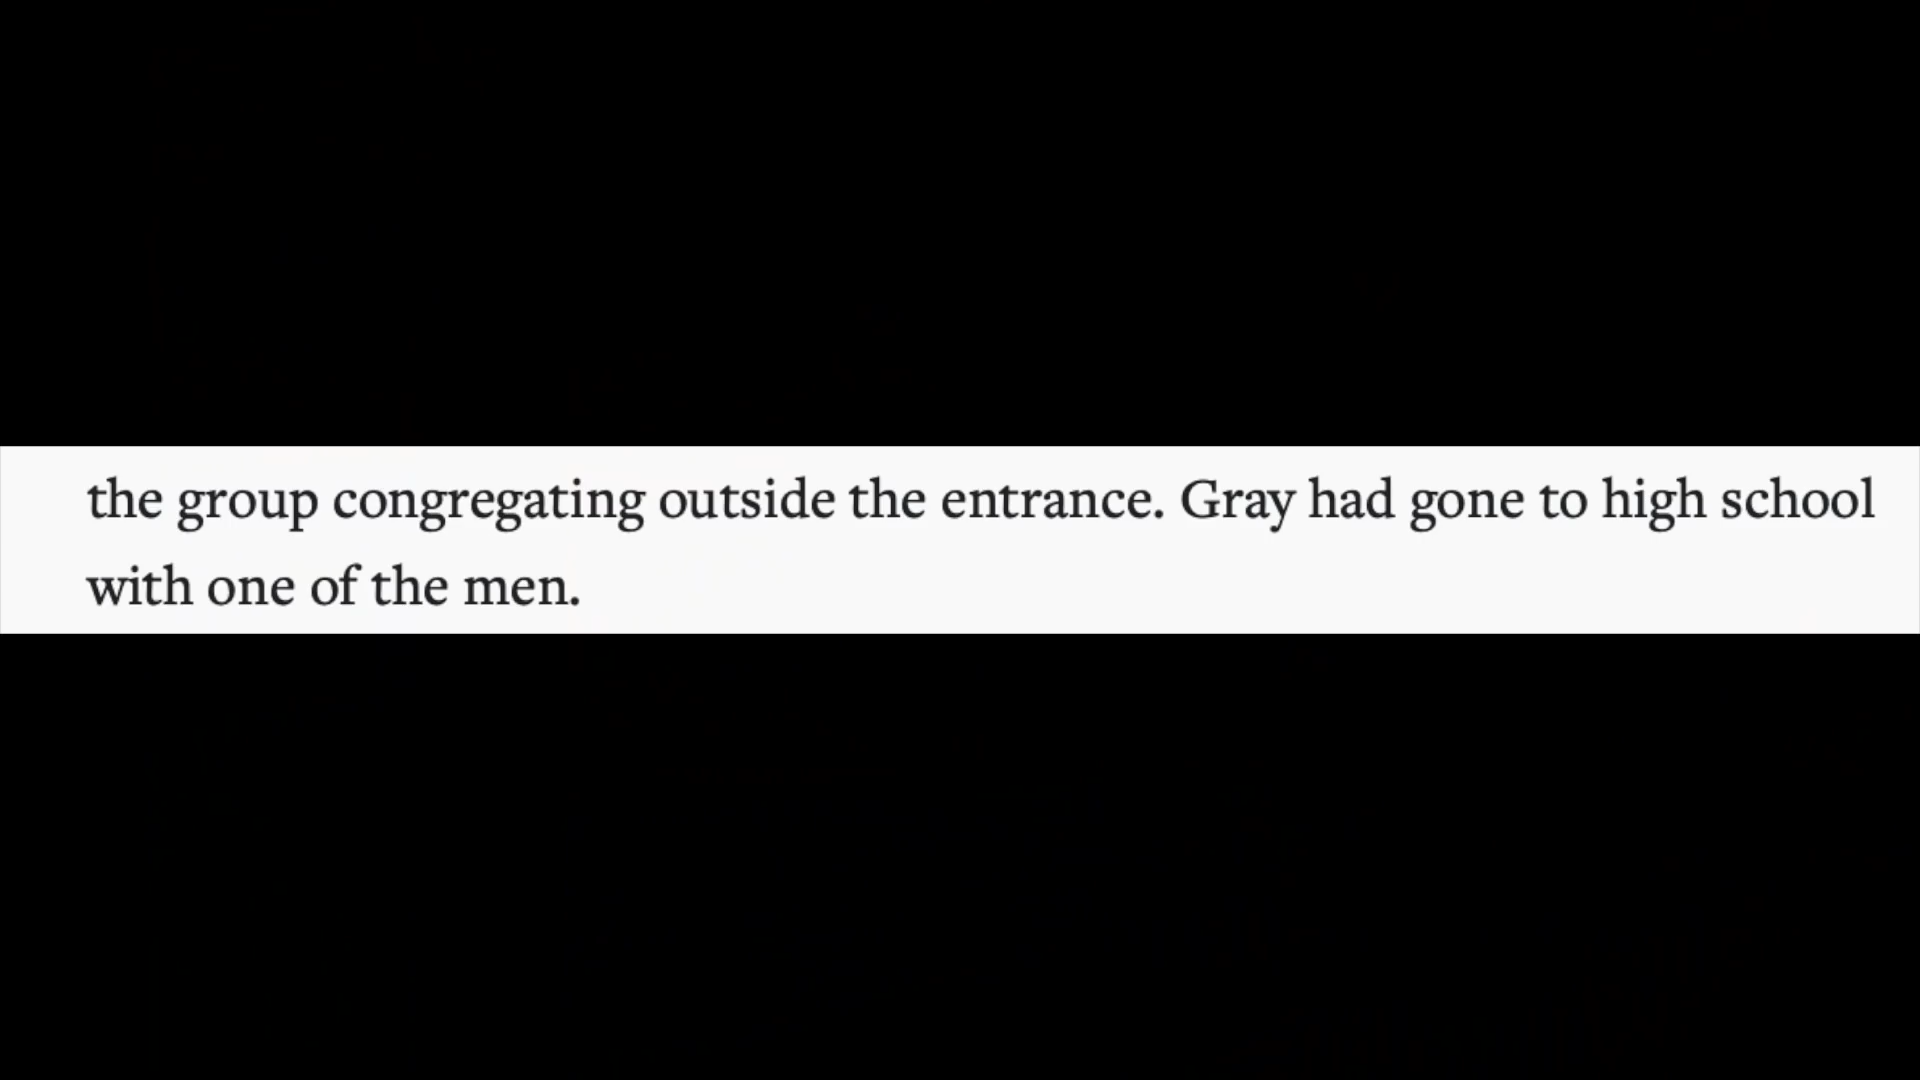 the group congregating outside the entrance. Gray had gone to high school
with one of the men.